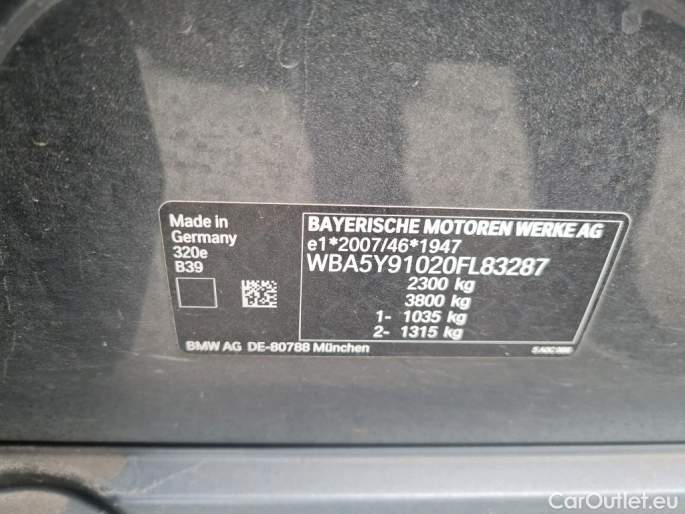 Made in
Germany
320e
B39
BAYERISCHE MOTOREN WERKE AG
e1*2007/46*1947
WBA5Y91020FL83287
2300 kg
3800 kg
1- 1035 kg
2- 1315 kg
BMW AG DE-80788 München
CarOutlet.eu